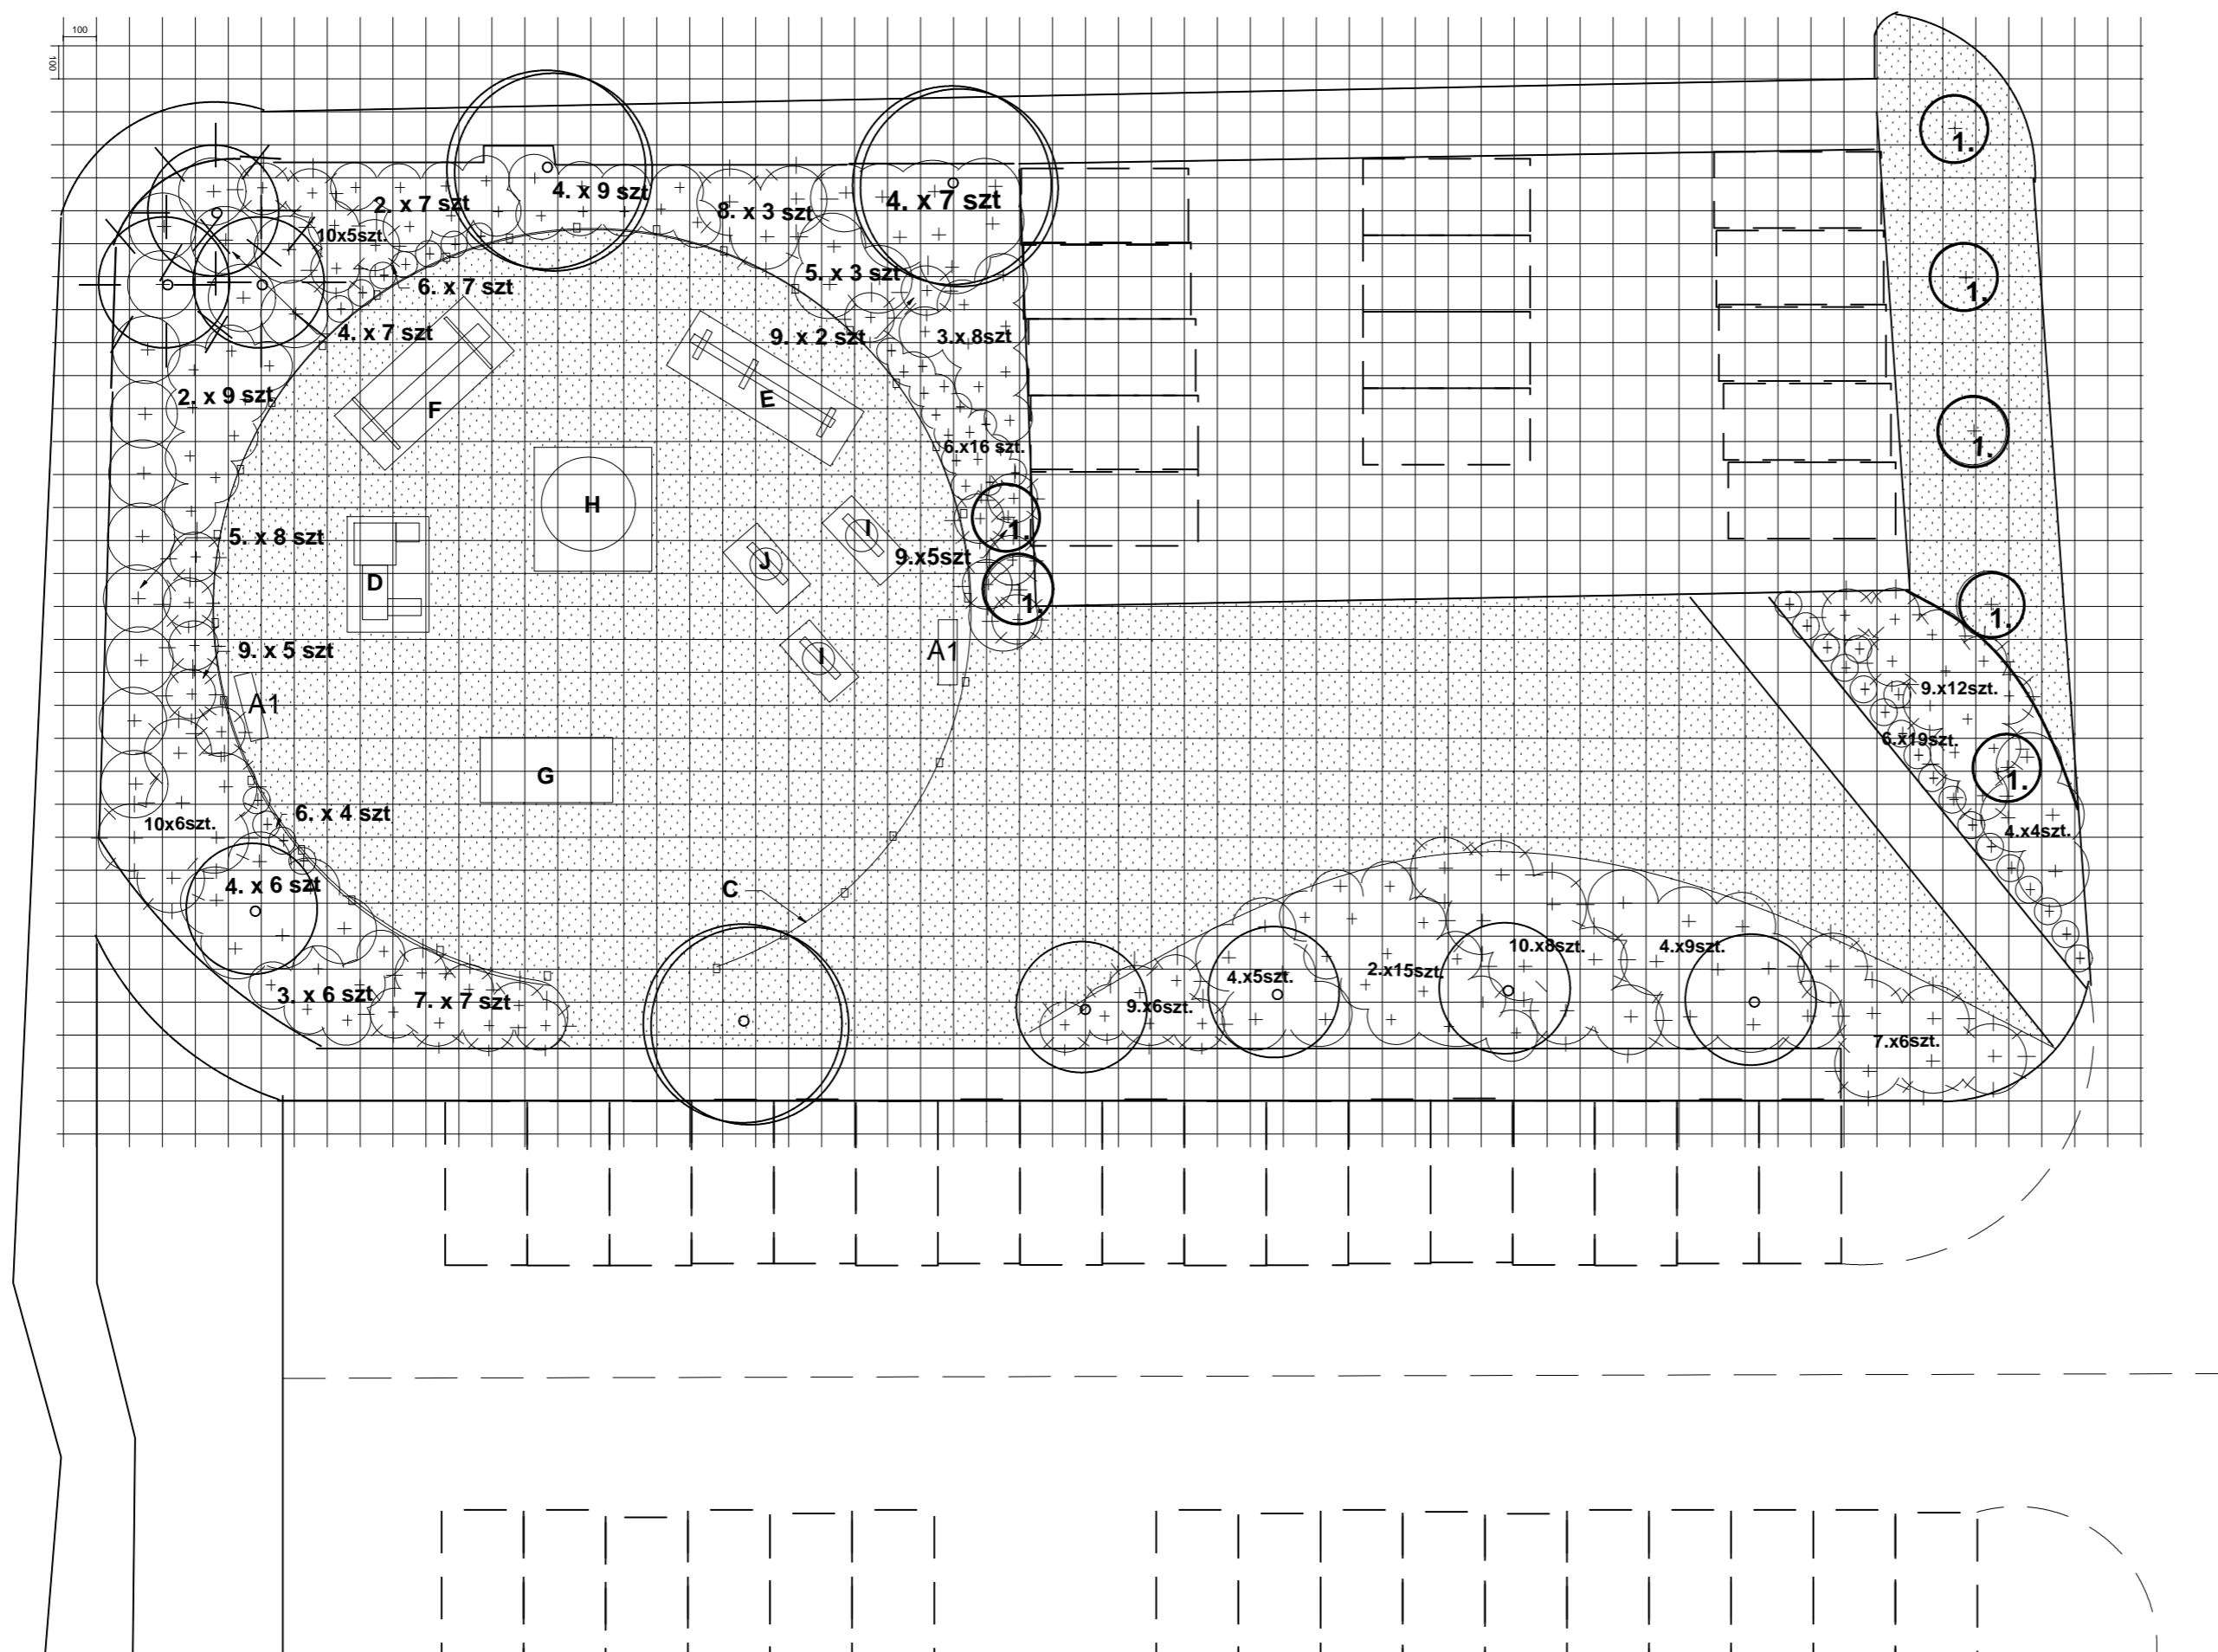 100
100
1.
2. x 7 szt
4. x 9 szt
8. x 3 szt
4. x 7 szt
10x5szt.
5. x 3 szt
6. x 7 szt
1.
4. x 7 szt
9. x 2 szt
3.x 8szt
2. x 9 szt
F
E
6.x16 szt.
1.
H
5. x 8 szt
I
1.
J
9.x5szt
D
1.
1.
9. x 5 szt
I
A1
9.x12szt.
A1
6.x19szt.
G
1.
6. x 4 szt
10x6szt.
4.x4szt.
4. x 6 szt
C
10.x8szt.
4.x9szt.
2.x15szt.
4.x5szt.
3. x 6 szt
7. x 7 szt
9.x6szt.
7.x6szt.